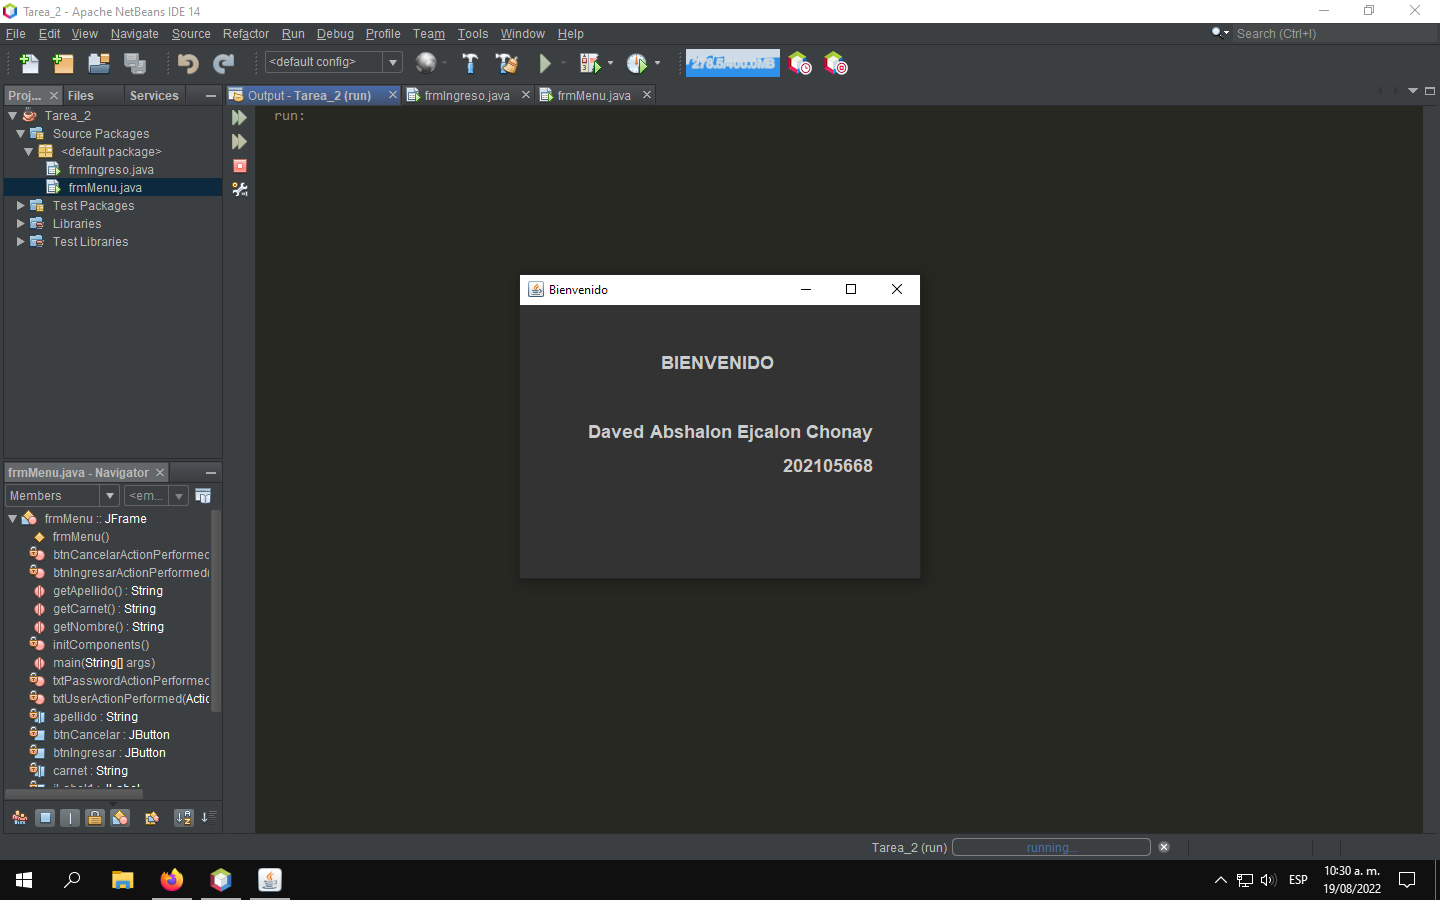 Tarea_2 - Apache NetBeans IDE 14
File Edit View Navigate Source Refactor Run Debug Profile Team Tools Window Help
Search (Ctrl+I)
<default config>
Proj... Files Services
Output - Tarea_2 (run) frmIngreso.java frmMenu.java
Tarea_2
Source Packages
<default package>
frmIngreso.java
frmMenu.java
Test Packages
Libraries
Test Libraries
run:
Bienvenido
BIENVENIDO
Daved Abshalon Ejcalon Chonay
202105668
frmMenu.java - Navigator
Members <em...
frmMenu :: JFrame
frmMenu()
btnCancelarActionPerformed
btnIngresarActionPerformed(
getApellido() : String
getCarnet() : String
getNombre() : String
initComponents()
main(String[] args)
txtPasswordActionPerformed
txtUserActionPerformed(Actio
apellido : String
btnCancelar : JButton
btnIngresar : JButton
carnet : String
Tarea_2 (run) running...
ESP
10:30 a. m.
19/08/2022